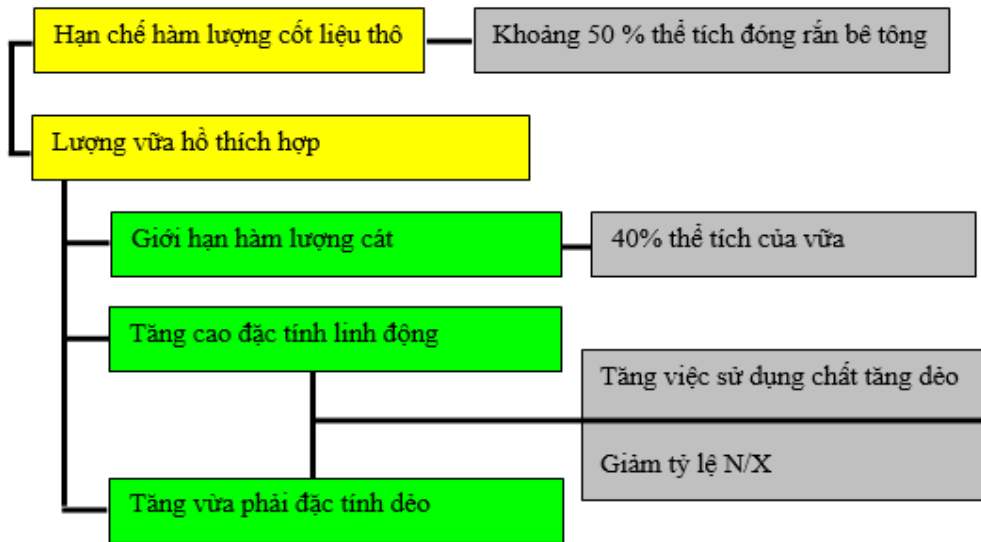 Hạn chế hàm lượng cốt liệu thô
Khoảng 50 % thể tích đóng rắn bê tông
Lượng vữa hồ thích hợp
Giới hạn hàm lượng cát
40% thể tích của vữa
Tăng cao đặc tính linh động
Tăng việc sử dụng chất tăng dẻo
Giảm tỷ lệ N/X
Tăng vừa phải đặc tính dẻo